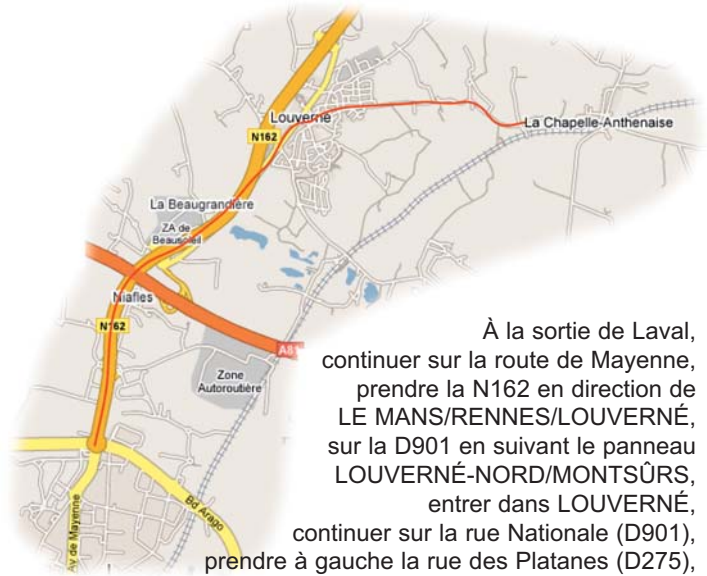 Louverné
La Chapelle-Anthenaise
N162
La Beaugrandière
ZA de
Beausoleil
Niafles
N162
A81
Zone
Autoroutière
Bd Arago
Av de Mayenne
À la sortie de Laval,
continuer sur la route de Mayenne,
prendre la N162 en direction de
LE MANS/RENNES/LOUVERNÉ,
sur la D901 en suivant le panneau
LOUVERNÉ-NORD/MONTSÛRS,
entrer dans LOUVERNÉ,
continuer sur la rue Nationale (D901),
prendre à gauche la rue des Platanes (D275),